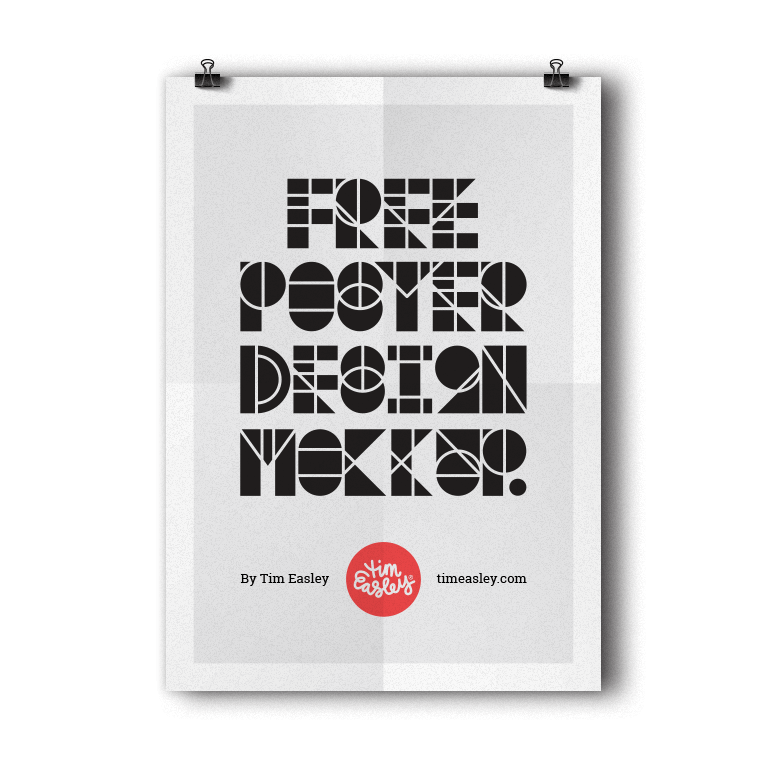 FREE
POSTER
DESIGN
MOCKUP.
By Tim Easley
tim
Easley®
timeasley.com